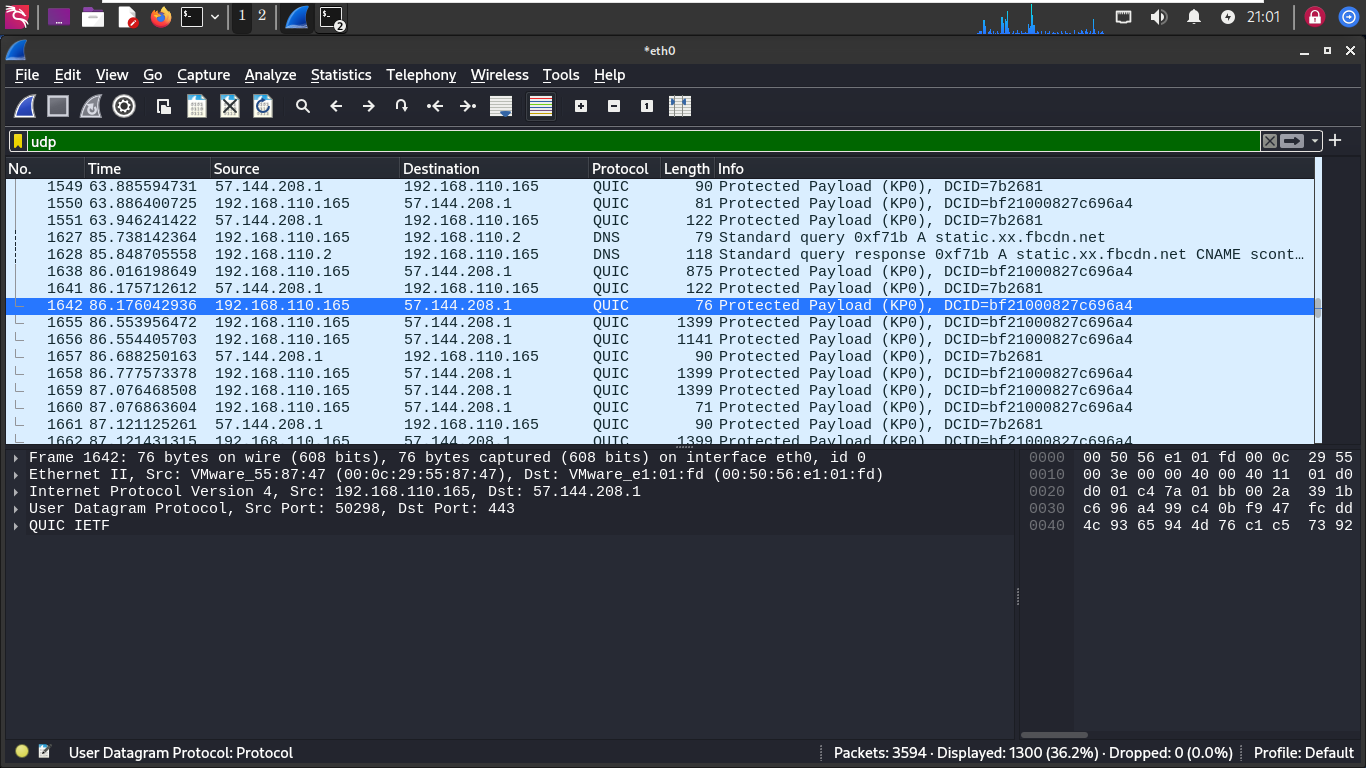 1 2 2 21:01
*eth0
File Edit View Go Capture Analyze Statistics Telephony Wireless Tools Help
udp
No. Time Source Destination Protocol Length Info
1549 63.885594731 57.144.208.1 192.168.110.165 QUIC 90 Protected Payload (KP0), DCID=7b2681
1550 63.886400725 192.168.110.165 57.144.208.1 QUIC 81 Protected Payload (KP0), DCID=bf21000827c696a4
1551 63.946241422 57.144.208.1 192.168.110.165 QUIC 122 Protected Payload (KP0), DCID=7b2681
1627 85.738142364 192.168.110.165 192.168.110.2 DNS 79 Standard query 0xf71b A static.xx.fbcdn.net
1628 85.848705558 192.168.110.2 192.168.110.165 DNS 118 Standard query response 0xf71b A static.xx.fbcdn.net CNAME scont…
1638 86.016198649 192.168.110.165 57.144.208.1 QUIC 875 Protected Payload (KP0), DCID=bf21000827c696a4
1641 86.175712612 57.144.208.1 192.168.110.165 QUIC 122 Protected Payload (KP0), DCID=7b2681
1642 86.176042936 192.168.110.165 57.144.208.1 QUIC 76 Protected Payload (KP0), DCID=bf21000827c696a4
1655 86.553956472 192.168.110.165 57.144.208.1 QUIC 1399 Protected Payload (KP0), DCID=bf21000827c696a4
1656 86.554405703 192.168.110.165 57.144.208.1 QUIC 1141 Protected Payload (KP0), DCID=bf21000827c696a4
1657 86.688250163 57.144.208.1 192.168.110.165 QUIC 90 Protected Payload (KP0), DCID=7b2681
1658 86.777573378 192.168.110.165 57.144.208.1 QUIC 1399 Protected Payload (KP0), DCID=bf21000827c696a4
1659 87.076468508 192.168.110.165 57.144.208.1 QUIC 1399 Protected Payload (KP0), DCID=bf21000827c696a4
1660 87.076863604 192.168.110.165 57.144.208.1 QUIC 71 Protected Payload (KP0), DCID=bf21000827c696a4
1661 87.121125261 57.144.208.1 192.168.110.165 QUIC 90 Protected Payload (KP0), DCID=7b2681
1662 87.121431315 192.168.110.165 57.144.208.1 QUIC 1399 Protected Payload (KP0), DCID=bf21000827c696a4
Frame 1642: 76 bytes on wire (608 bits), 76 bytes captured (608 bits) on interface eth0, id 0
Ethernet II, Src: VMware_55:87:47 (00:0c:29:55:87:47), Dst: VMware_e1:01:fd (00:50:56:e1:01:fd)
Internet Protocol Version 4, Src: 192.168.110.165, Dst: 57.144.208.1
User Datagram Protocol, Src Port: 50298, Dst Port: 443
QUIC IETF
0000 00 50 56 e1 01 fd 00 0c 29 55
0010 00 3e 00 00 40 00 40 11 01 d0
0020 d0 01 c4 7a 01 bb 00 2a 39 1b
0030 c6 96 a4 99 c4 0b f9 47 fc dd
0040 4c 93 65 94 4d 76 c1 c5 73 92
User Datagram Protocol: Protocol
Packets: 3594 · Displayed: 1300 (36.2%) · Dropped: 0 (0.0%)
Profile: Default